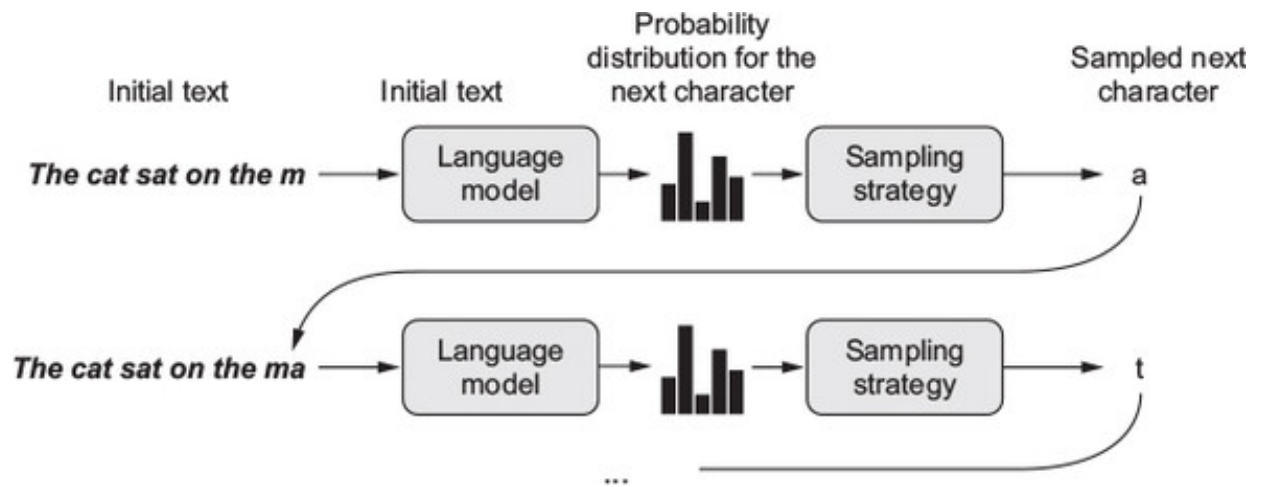 Initial text
Initial text
Probability
distribution for the
next character
Sampled next
character
The cat sat on the m
Language
model
Sampling
strategy
a
The cat sat on the ma
Language
model
Sampling
strategy
t
...